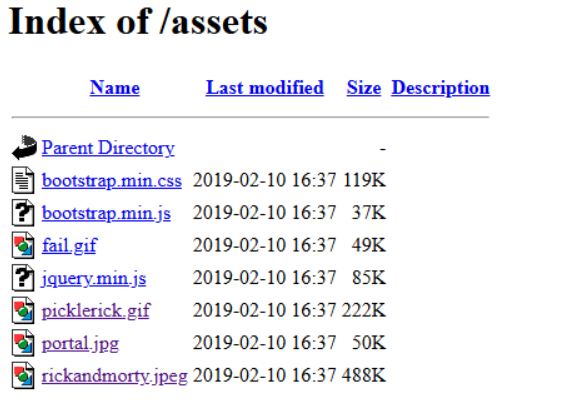 Index of /assets
Name Last modified Size Description
Parent Directory -
bootstrap.min.css 2019-02-10 16:37 119K
bootstrap.min.js 2019-02-10 16:37 37K
fail.gif 2019-02-10 16:37 49K
jquery.min.js 2019-02-10 16:37 85K
picklerick.gif 2019-02-10 16:37 222K
portal.jpg 2019-02-10 16:37 50K
rickandmorty.jpeg 2019-02-10 16:37 488K